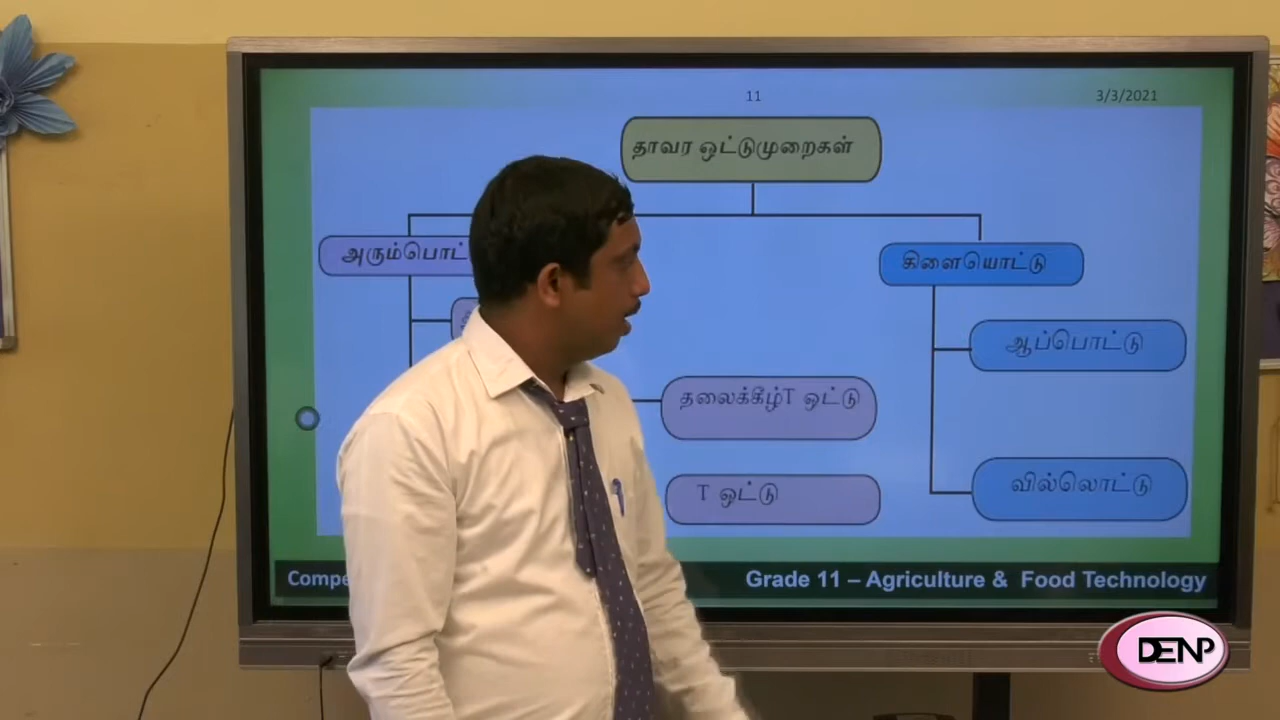 11
3/3/2021
தாவர ஒட்டுமுறைகள்
அரும்பொட்
கிளையொட்டு
ஆப்பொட்டு
தலைக்கீழ்T ஒட்டு
வில்லொட்டு
T ஒட்டு
Compe
Grade 11 – Agriculture & Food Technology
DENP